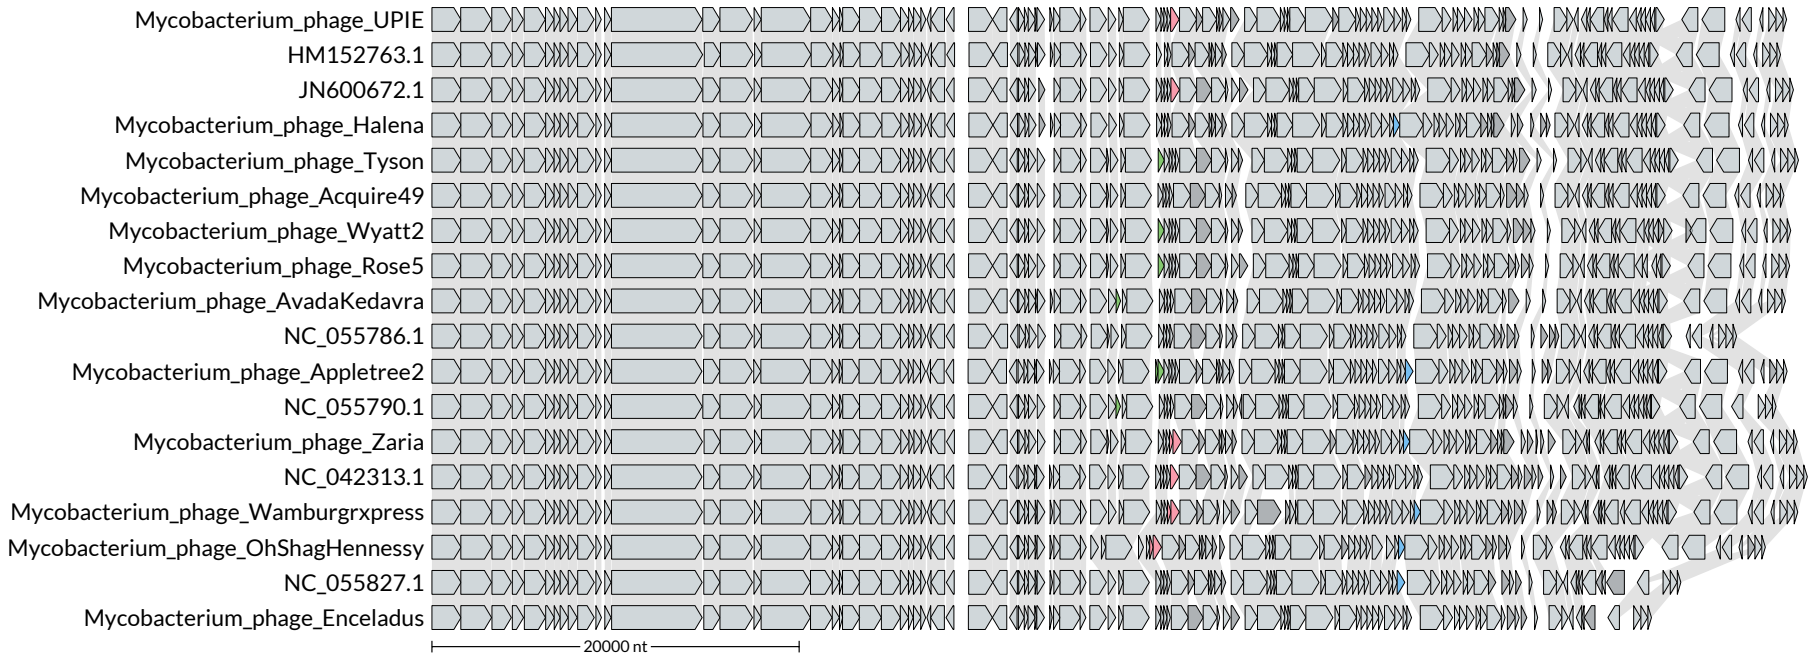 Mycobacterium_phage_UPIE
HM152763.1
JN600672.1
Mycobacterium_phage_Halena
Mycobacterium_phage_Tyson
Mycobacterium_phage_Acquire49
Mycobacterium_phage_Wyatt2
Mycobacterium_phage_Rose5
Mycobacterium_phage_AvadaKedavra
NC_055786.1
Mycobacterium_phage_Appletree2
NC_055790.1
Mycobacterium_phage_Zaria
NC_042313.1
Mycobacterium_phage_Wamburgrxpress
Mycobacterium_phage_OhShagHennessy
NC_055827.1
Mycobacterium_phage_Enceladus
20000 nt